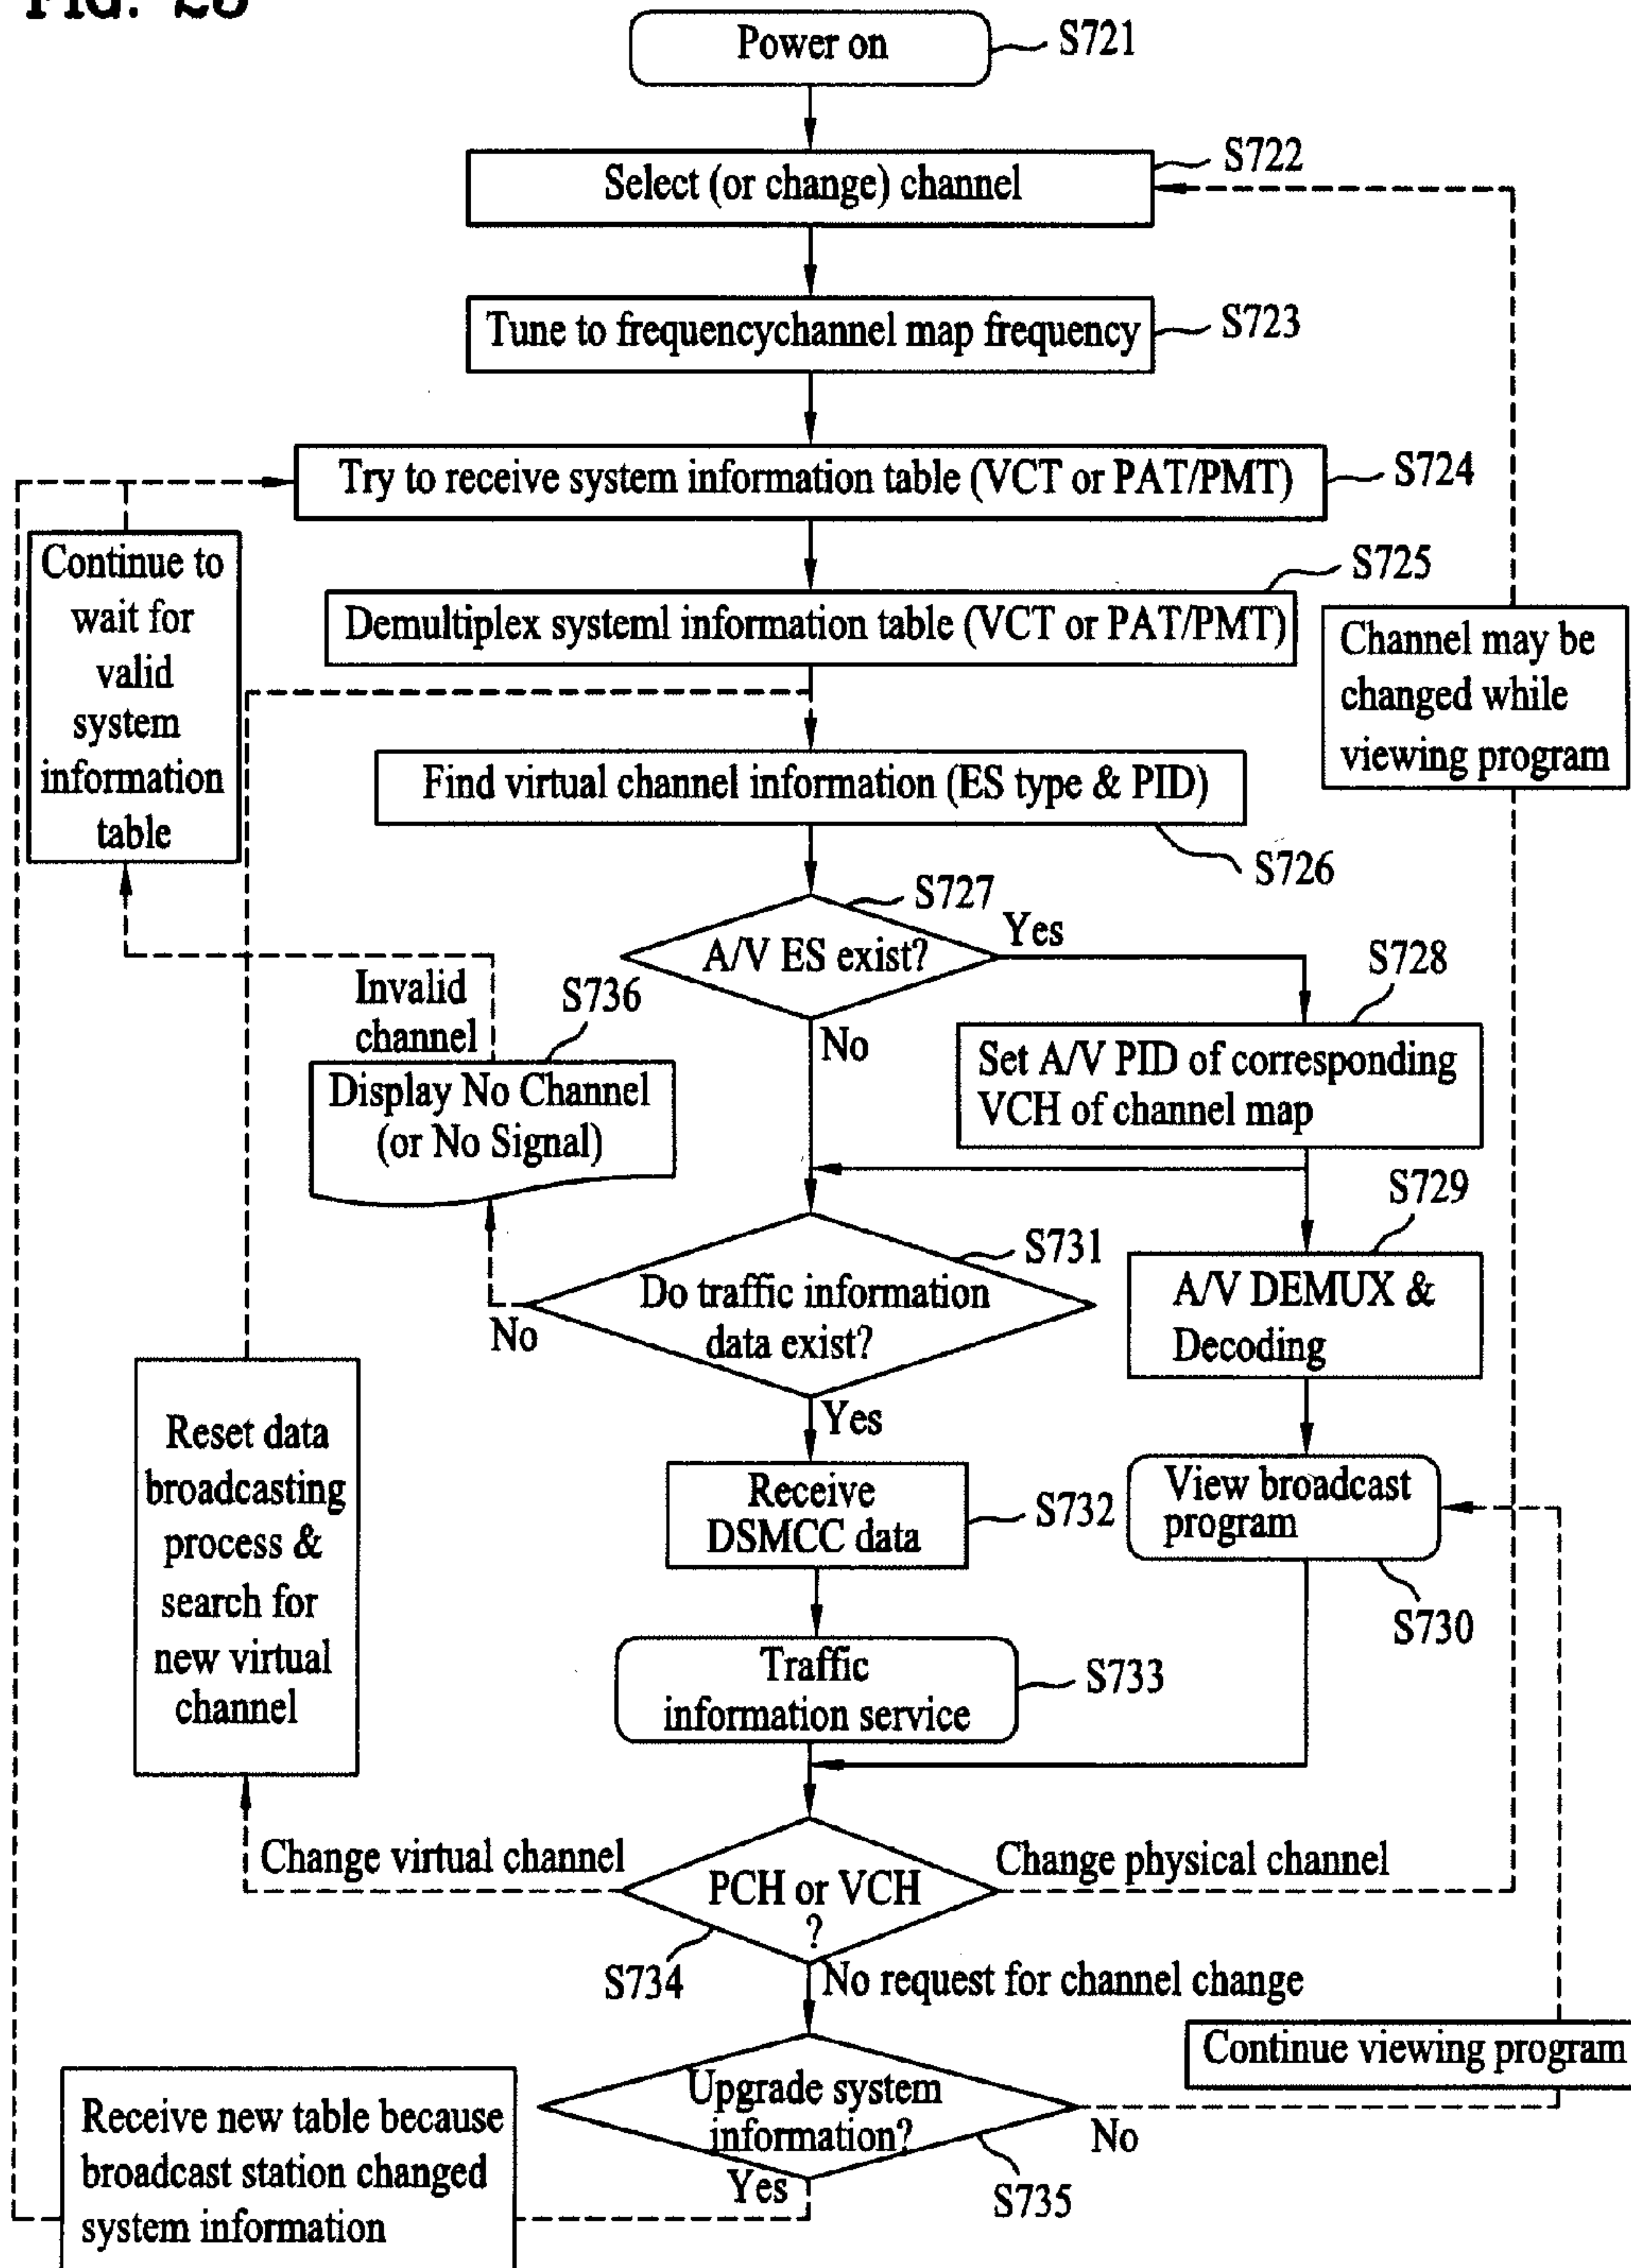 Power on
S721
Select (or change) channel
S722
Tune to frequencychannel map frequency
S723
Try to receive system information table (VCT or PAT/PMT)
S724
Continue to
wait for
valid
system
information
table
Demultiplex systeml information table (VCT or PAT/PMT)
S725
Channel may be
changed while
viewing program
Find virtual channel information (ES type & PID)
S726
A/V ES exist?
S727
Yes
No
Set A/V PID of corresponding
VCH of channel map
S728
Invalid
channel
S736
Display No Channel
(or No Signal)
Do traffic information
data exist?
S731
No
Yes
A/V DEMUX &
Decoding
S729
Receive
DSMCC data
S732
View broadcast
program
S730
Reset data
broadcasting
process &
search for
new virtual
channel
Traffic
information service
S733
Change virtual channel
PCH or VCH
?
Change physical channel
S734
No request for channel change
Continue viewing program
Upgrade system
information?
No
Yes
S735
Receive new table because
broadcast station changed
system information